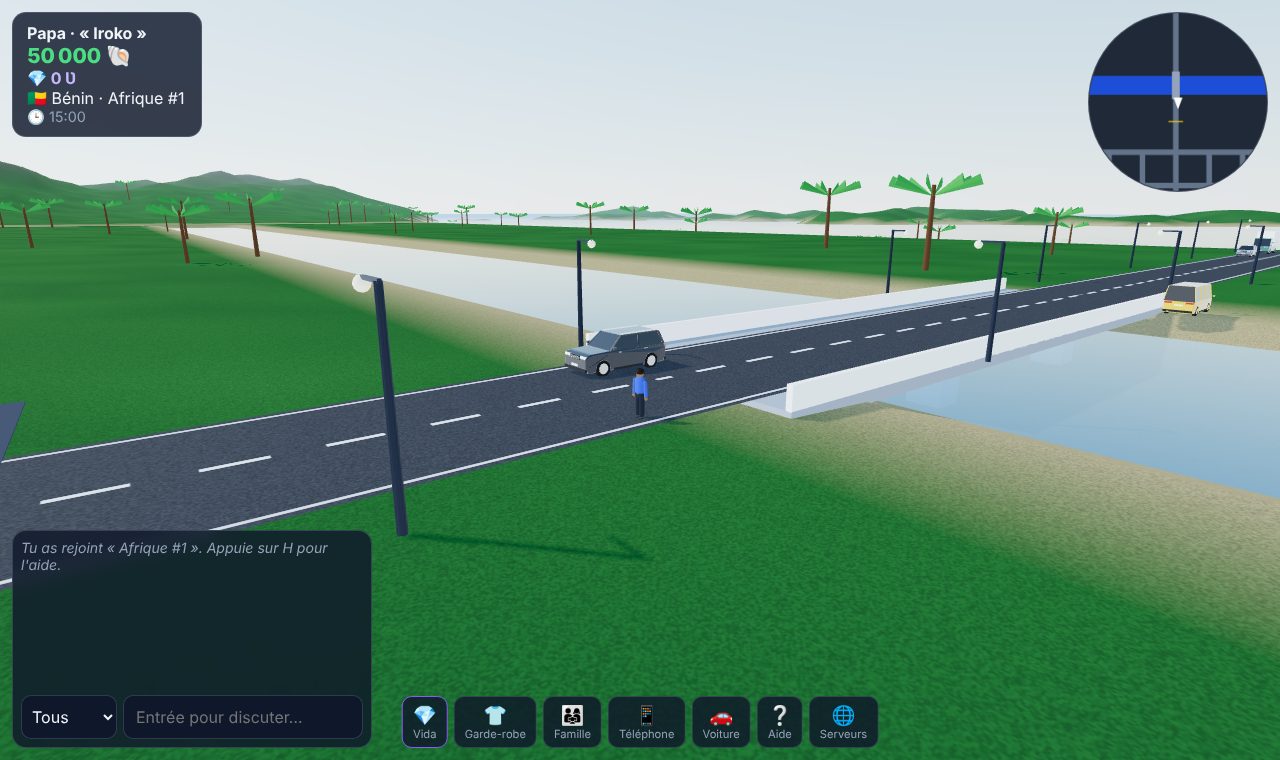 Papa · « Iroko »
50 000
0 Ʋ
Bénin · Afrique #1
15:00
Tu as rejoint « Afrique #1 ». Appuie sur H pour
l'aide.
Tous
Entrée pour discuter...
Vida
Garde-robe
Famille
Téléphone
Voiture
Aide
Serveurs